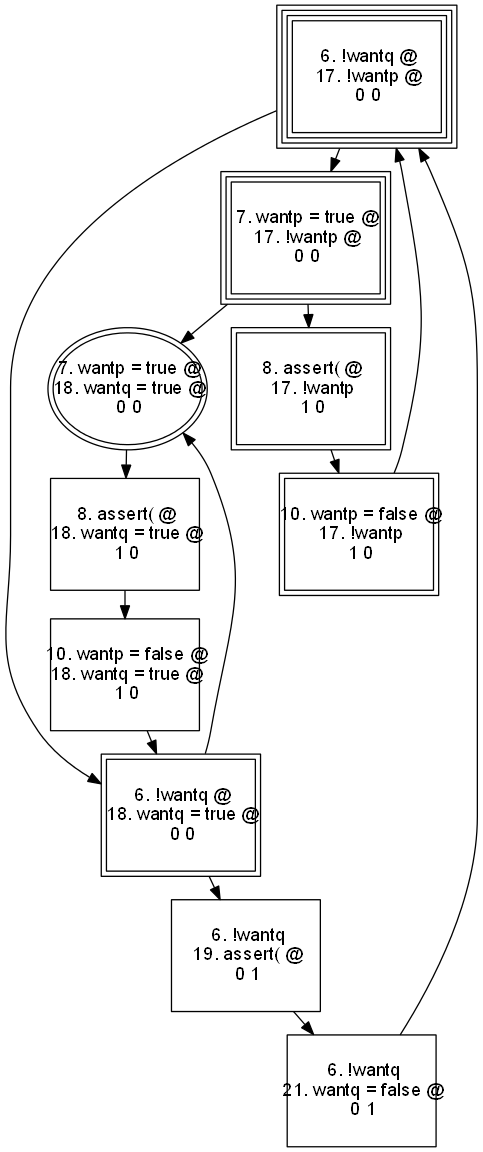 6. !wantq @
17. !wantp @
0 0
7. wantp = true @
17. !wantp @
0 0
7. wantp = true @
18. wantq = true @
0 0
8. assert( @
17. !wantp
1 0
8. assert( @
18. wantq = true @
1 0
10. wantp = false @
17. !wantp
1 0
10. wantp = false @
18. wantq = true @
1 0
6. !wantq @
18. wantq = true @
0 0
6. !wantq
19. assert( @
0 1
6. !wantq
21. wantq = false @
0 1